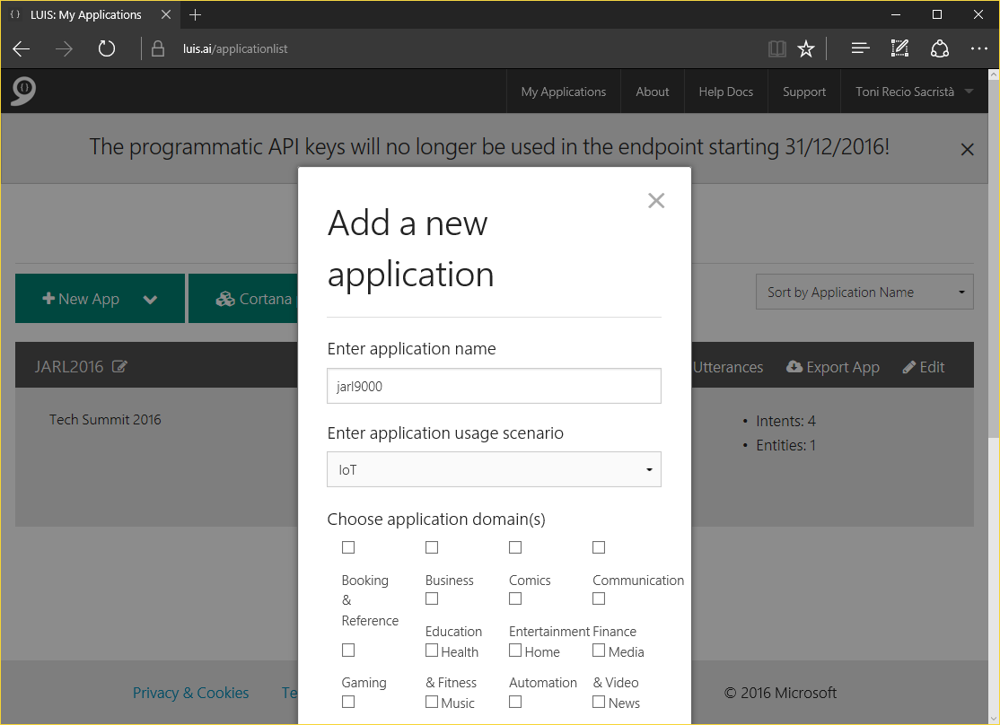 LUIS: My Applications
luis.ai/applicationlist
My Applications
About
Help Docs
Support
Toni Recio Sacristà
The programmatic API keys will no longer be used in the endpoint starting 31/12/2016!
Add a new
application
New App
Cortana
Sort by Application Name
JARL2016
Utterances
Export App
Edit
Tech Summit 2016
• Intents: 4
• Entities: 1
Enter application name
jarl9000
Enter application usage scenario
IoT
Choose application domain(s)
Booking
&
Reference
Business
Comics
Communication
Education
Entertainment
Finance
Gaming
Health
& Fitness
Home
Automation
Media
& Video
Music
News
Privacy & Cookies
Te
© 2016 Microsoft